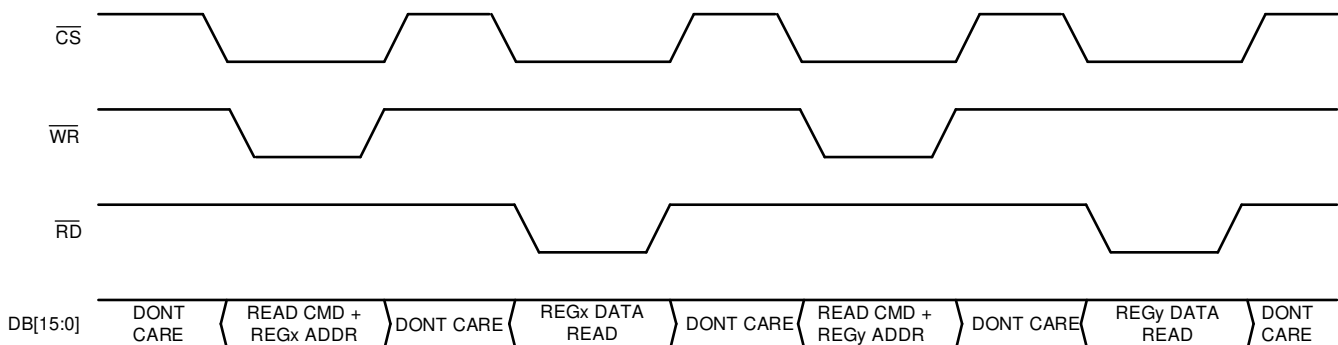 CS
WR
RD
DB[15:0]
DONT
CARE
READ CMD +
REGx ADDR
DONT CARE
REGx DATA
READ
DONT CARE
READ CMD +
REGy ADDR
DONT CARE
REGy DATA
READ
DONT
CARE